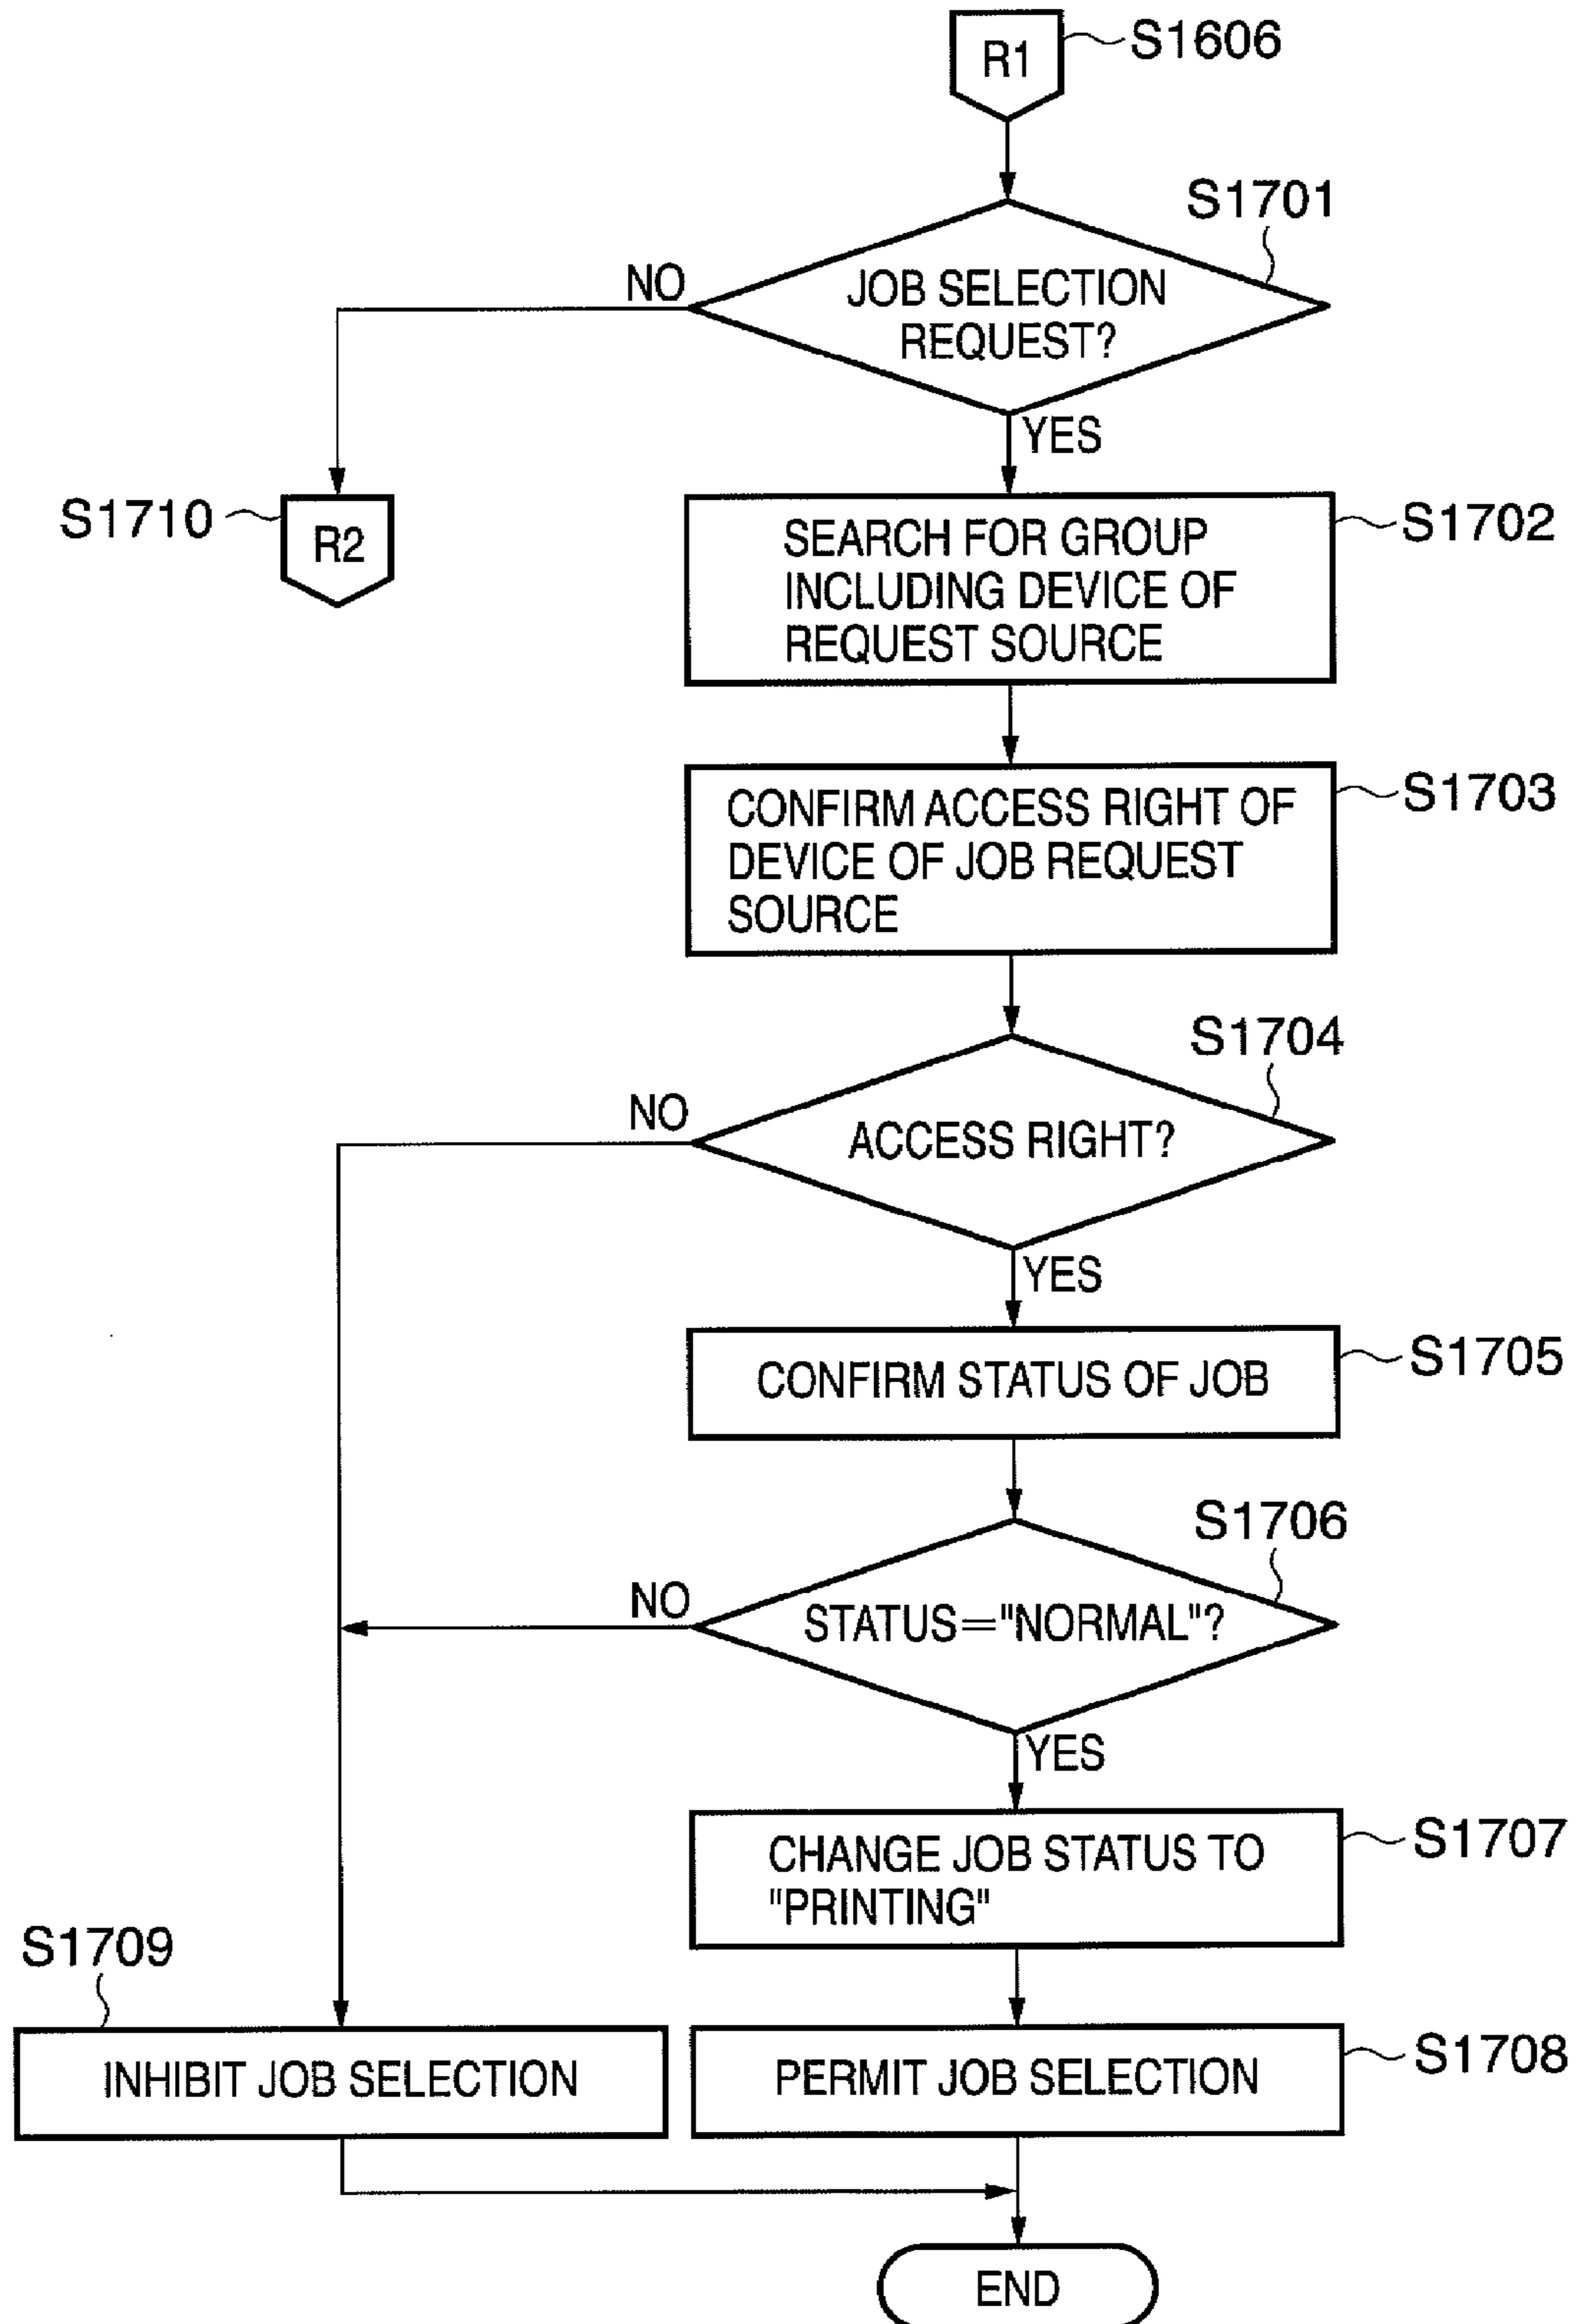 R1
S1606
S1701
NO
JOB SELECTION
REQUEST?
YES
S1710
R2
SEARCH FOR GROUP
INCLUDING DEVICE OF
REQUEST SOURCE
S1702
CONFIRM ACCESS RIGHT OF
DEVICE OF JOB REQUEST
SOURCE
S1703
S1704
NO
ACCESS RIGHT?
YES
CONFIRM STATUS OF JOB
S1705
S1706
NO
STATUS="NORMAL"?
YES
CHANGE JOB STATUS TO
"PRINTING"
S1707
S1709
INHIBIT JOB SELECTION
PERMIT JOB SELECTION
S1708
END